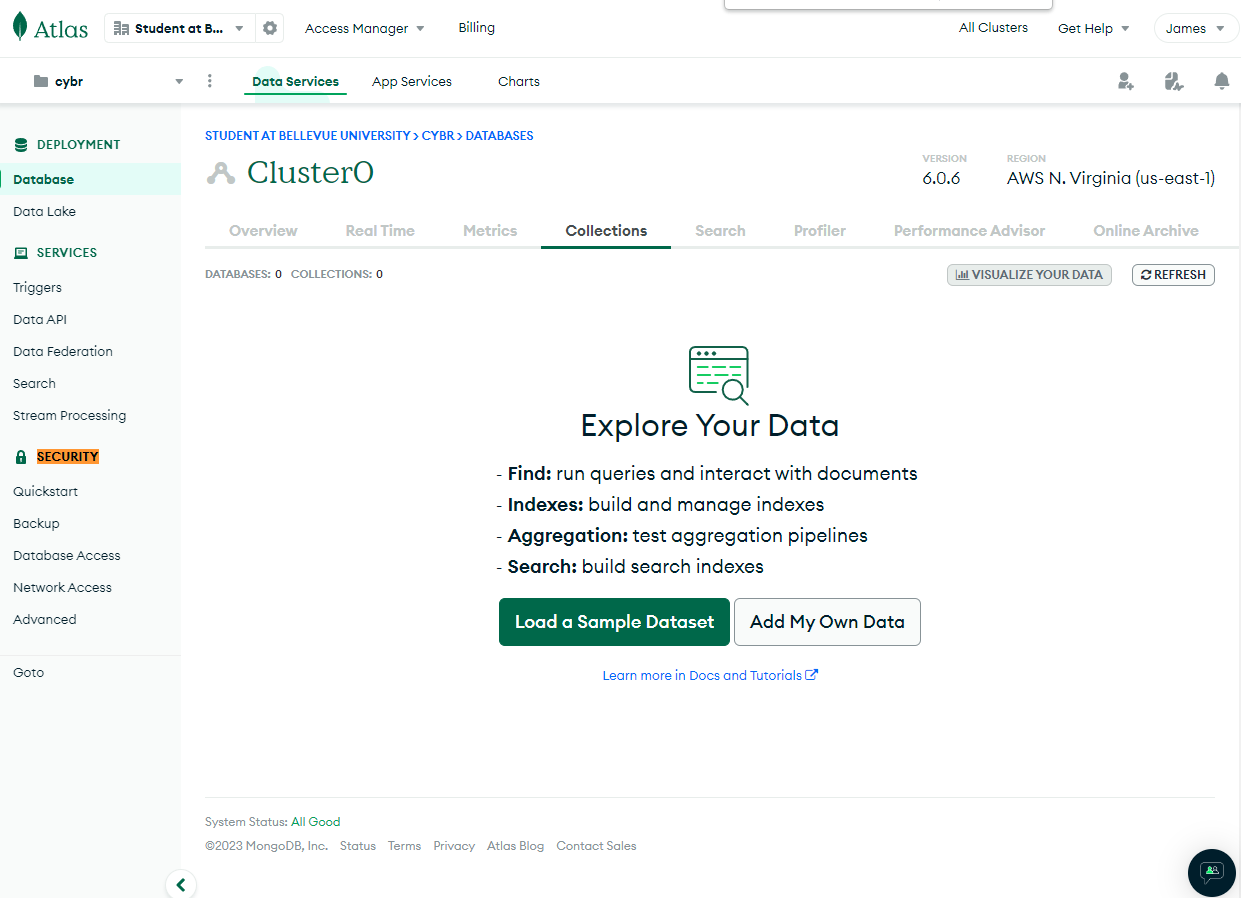 Atlas
Student at B...
Access Manager
Billing
All Clusters
Get Help
James
cybr
Data Services
App Services
Charts
DEPLOYMENT
Database
Data Lake
SERVICES
Triggers
Data API
Data Federation
Search
Stream Processing
SECURITY
Quickstart
Backup
Database Access
Network Access
Advanced
Goto
STUDENT AT BELLEVUE UNIVERSITY > CYBR > DATABASES
Cluster0
VERSION
6.0.6
REGION
AWS N. Virginia (us-east-1)
Overview
Real Time
Metrics
Collections
Search
Profiler
Performance Advisor
Online Archive
DATABASES: 0 COLLECTIONS: 0
VISUALIZE YOUR DATA
REFRESH
Explore Your Data
- Find: run queries and interact with documents
- Indexes: build and manage indexes
- Aggregation: test aggregation pipelines
- Search: build search indexes
Load a Sample Dataset
Add My Own Data
Learn more in Docs and Tutorials
System Status: All Good
©2023 MongoDB, Inc. Status Terms Privacy Atlas Blog Contact Sales